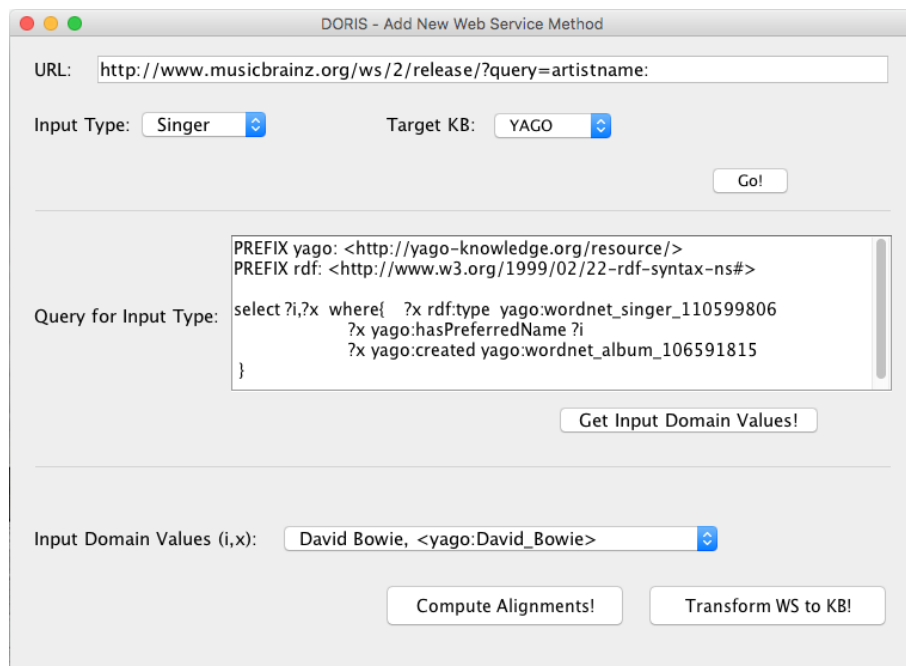 DORIS - Add New Web Service Method
URL: http://www.musicbrainz.org/ws/2/release/?query=artistname:
Input Type: Singer Target KB: YAGO
Go!
PREFIX yago: <http://yago-knowledge.org/resource/>
PREFIX rdf: <http://www.w3.org/1999/02/22-rdf-syntax-ns#>
Query for Input Type:
select ?i,?x where{ ?x rdf:type yago:wordnet_singer_110599806
?x yago:hasPreferredName ?i
?x yago:created yago:wordnet_album_106591815
}
Get Input Domain Values!
Input Domain Values (i,x): David Bowie, <yago:David_Bowie>
Compute Alignments! Transform WS to KB!